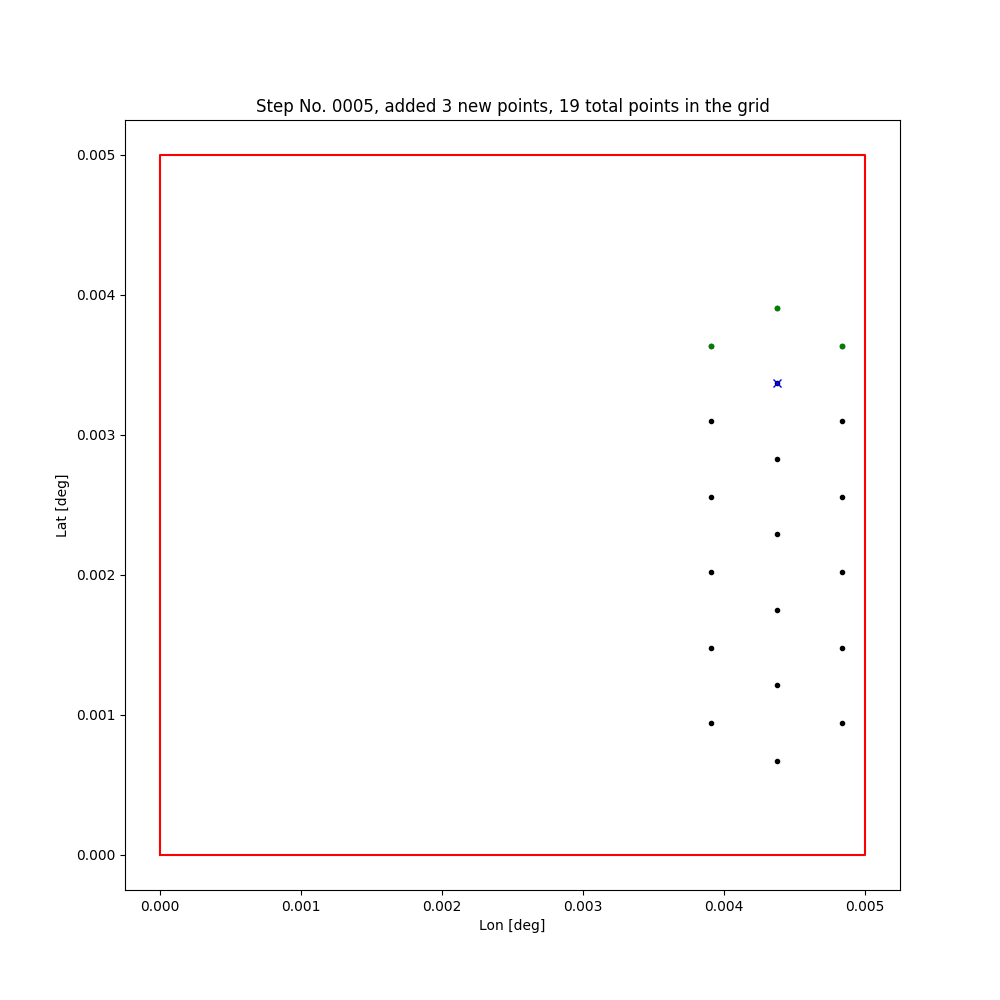 Step No. 0005, added 3 new points, 19 total points in the grid
0.005
0.004
0.003
0.002
0.001
0.000
Lat [deg]
0.000 0.001 0.002 0.003 0.004 0.005
Lon [deg]